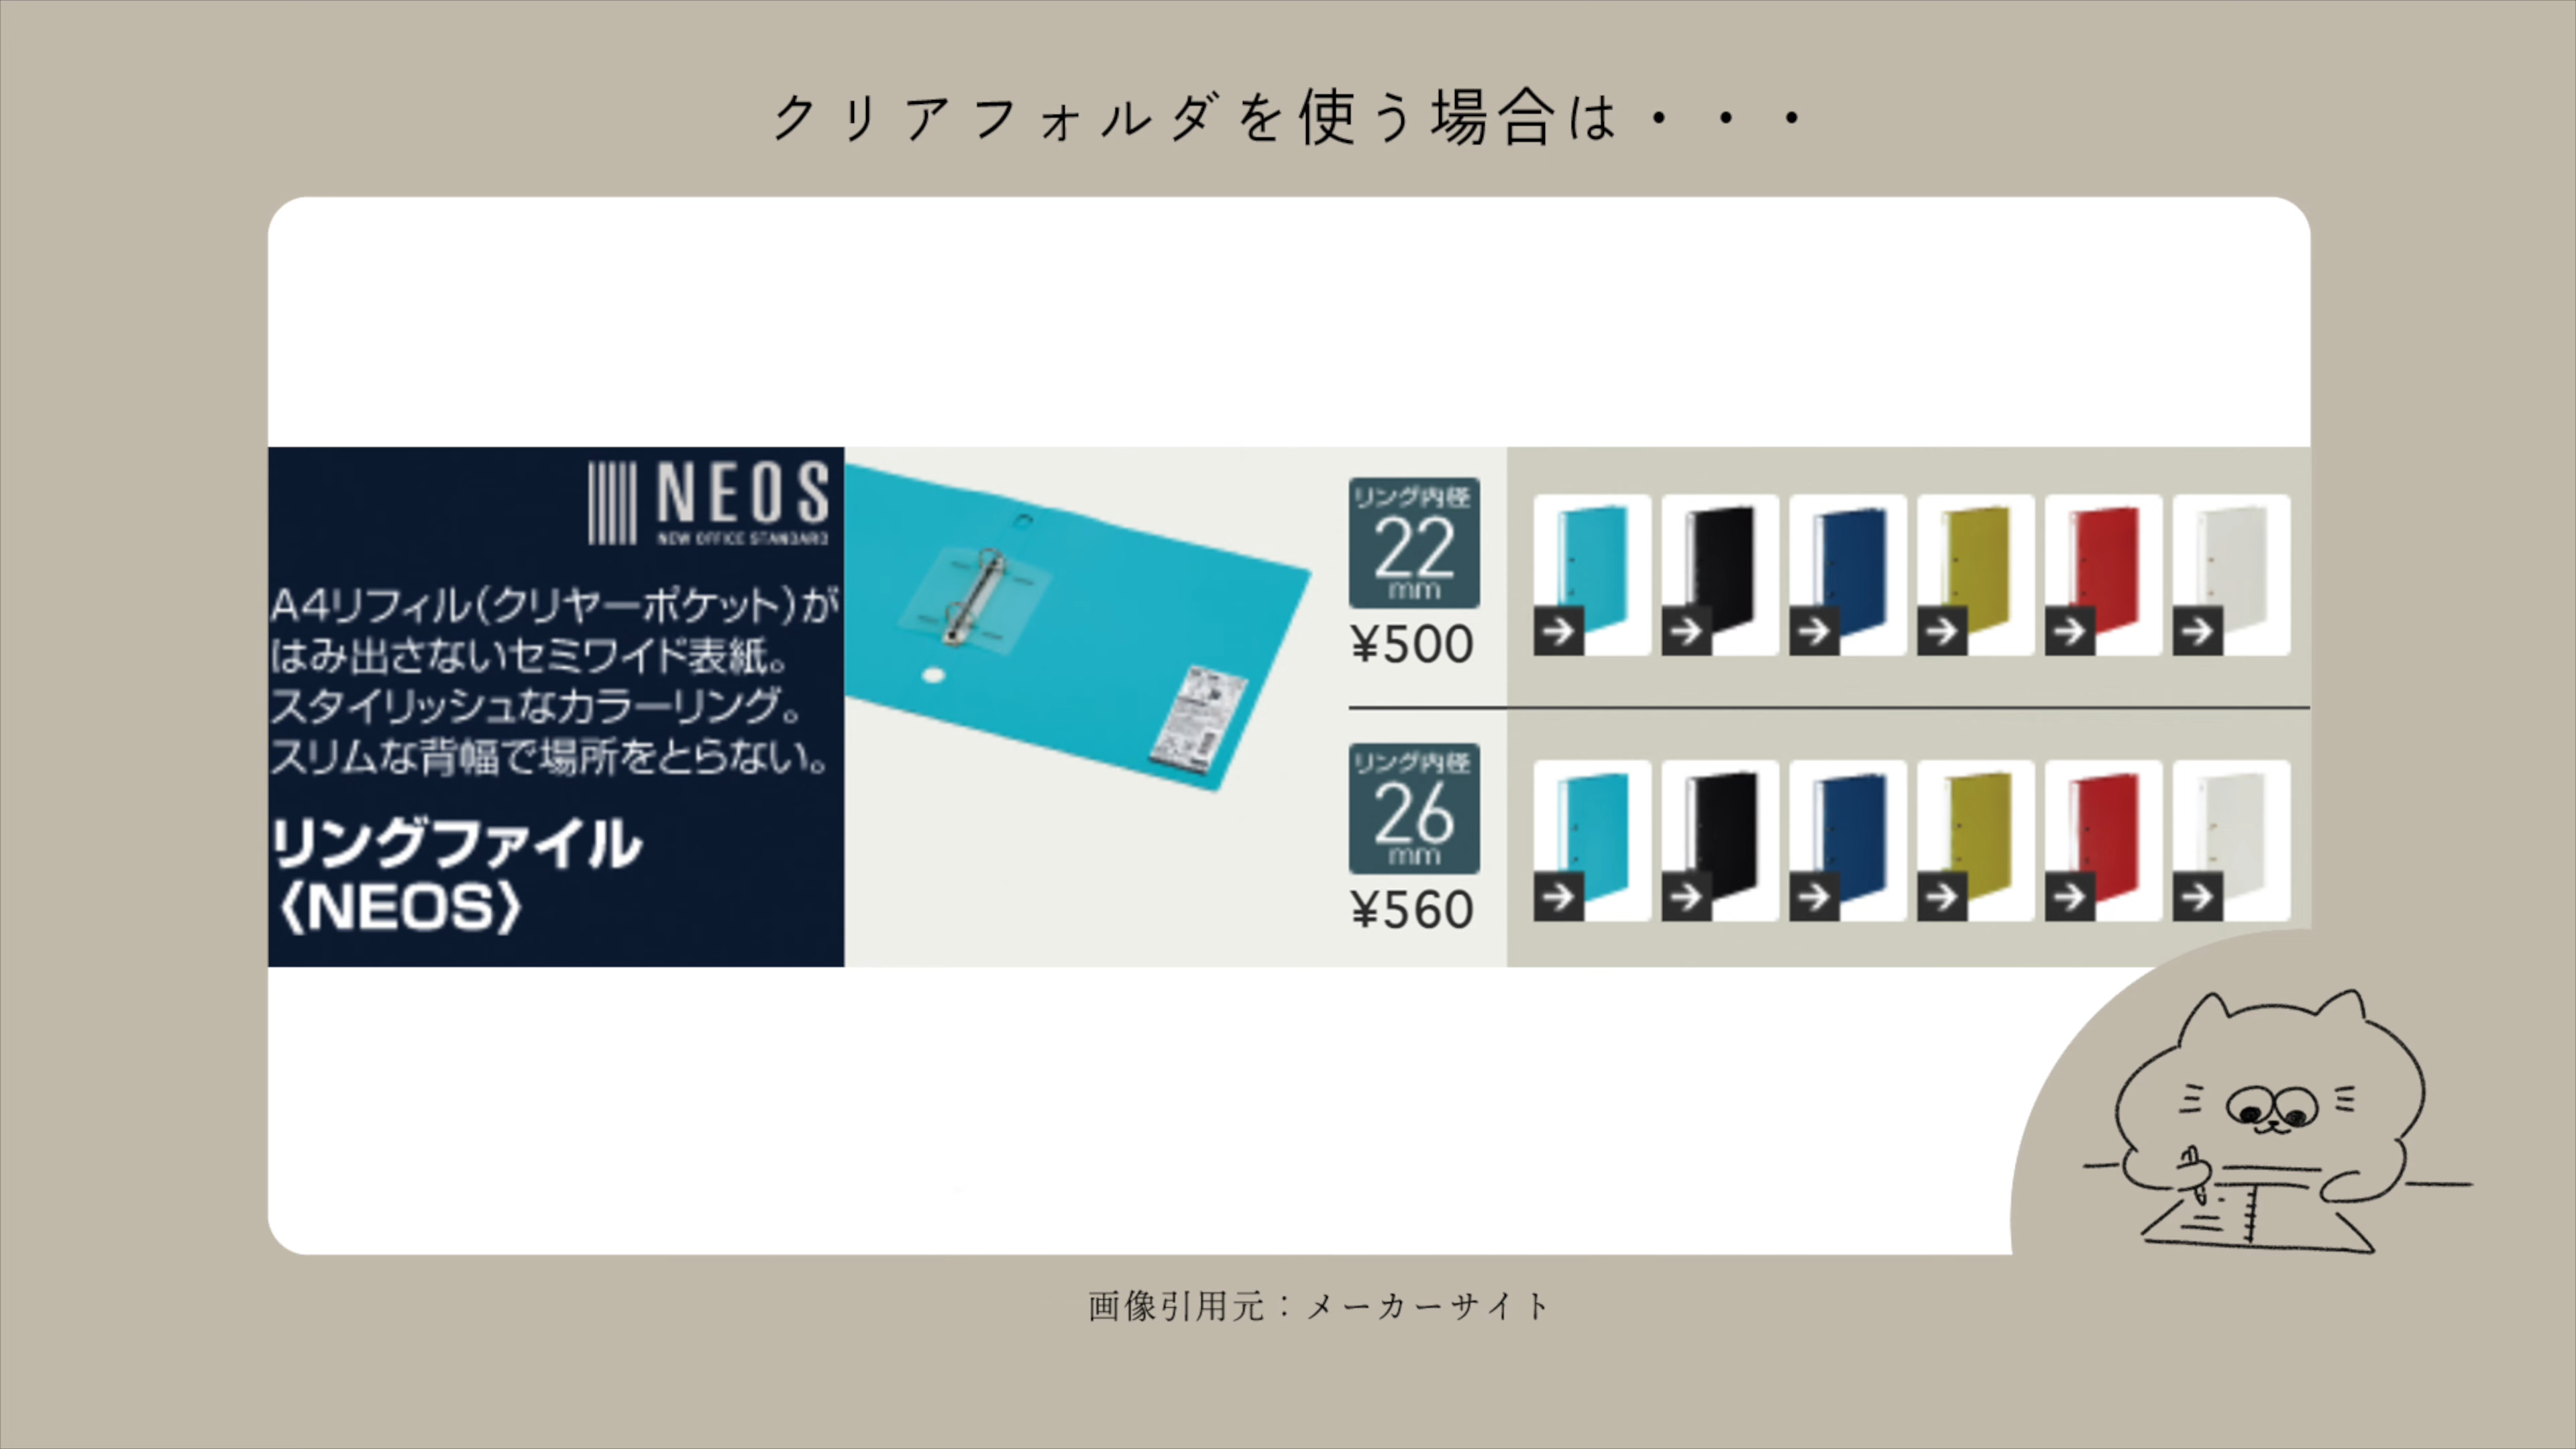 クリアフォルダを使う場合は・・・
NEOS
NEW OFFICE STANDARD
A4リフィル（クリヤーポケット）が
はみ出さないセミワイド表紙。
スタイリッシュなカラーリング。
スリムな背幅で場所をとらない。
リングファイル
〈NEOS〉
リング内径
22
mm
¥500
リング内径
26
mm
¥560
画像引用元：メーカーサイト